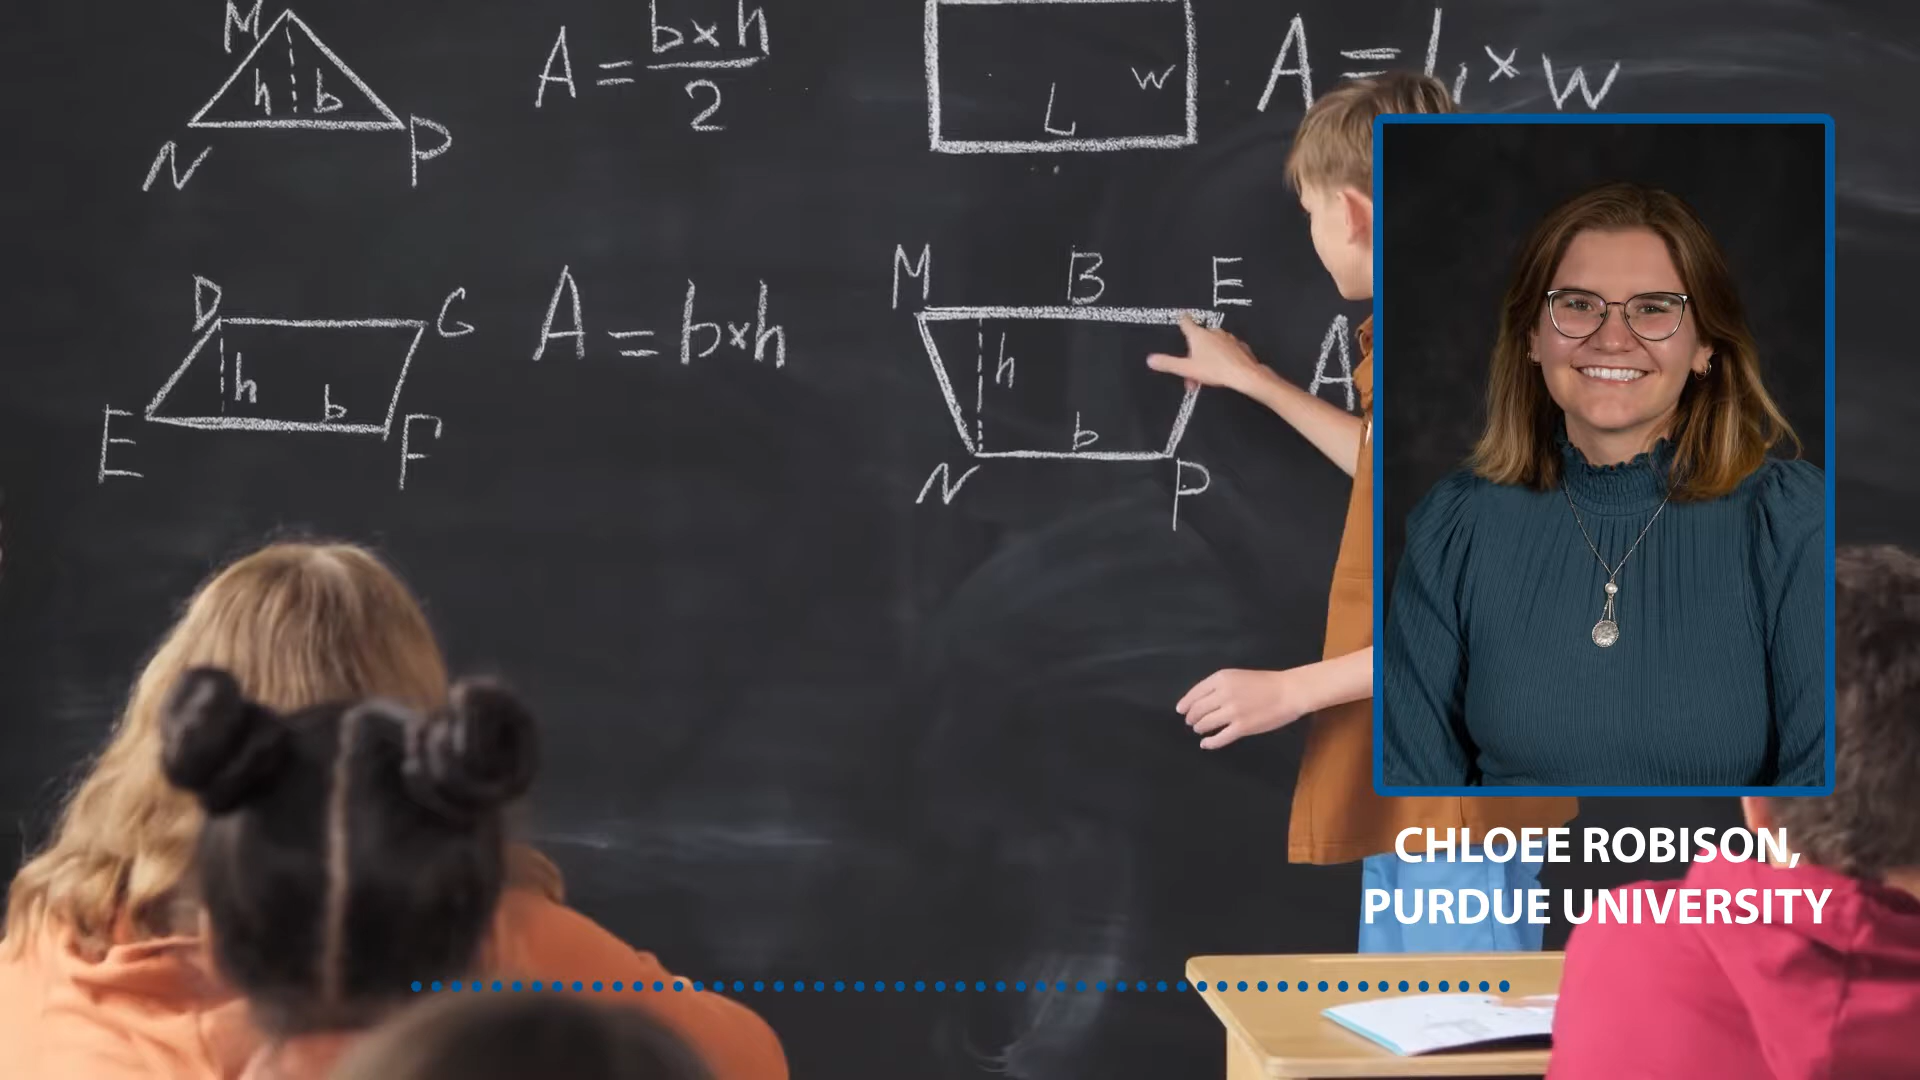 M
h b
N P
A = b×h
2
L w
A = L × w
D G
h b
E F
A = b×h
M B E
h
b
N P
A
CHLOEE ROBISON,
PURDUE UNIVERSITY